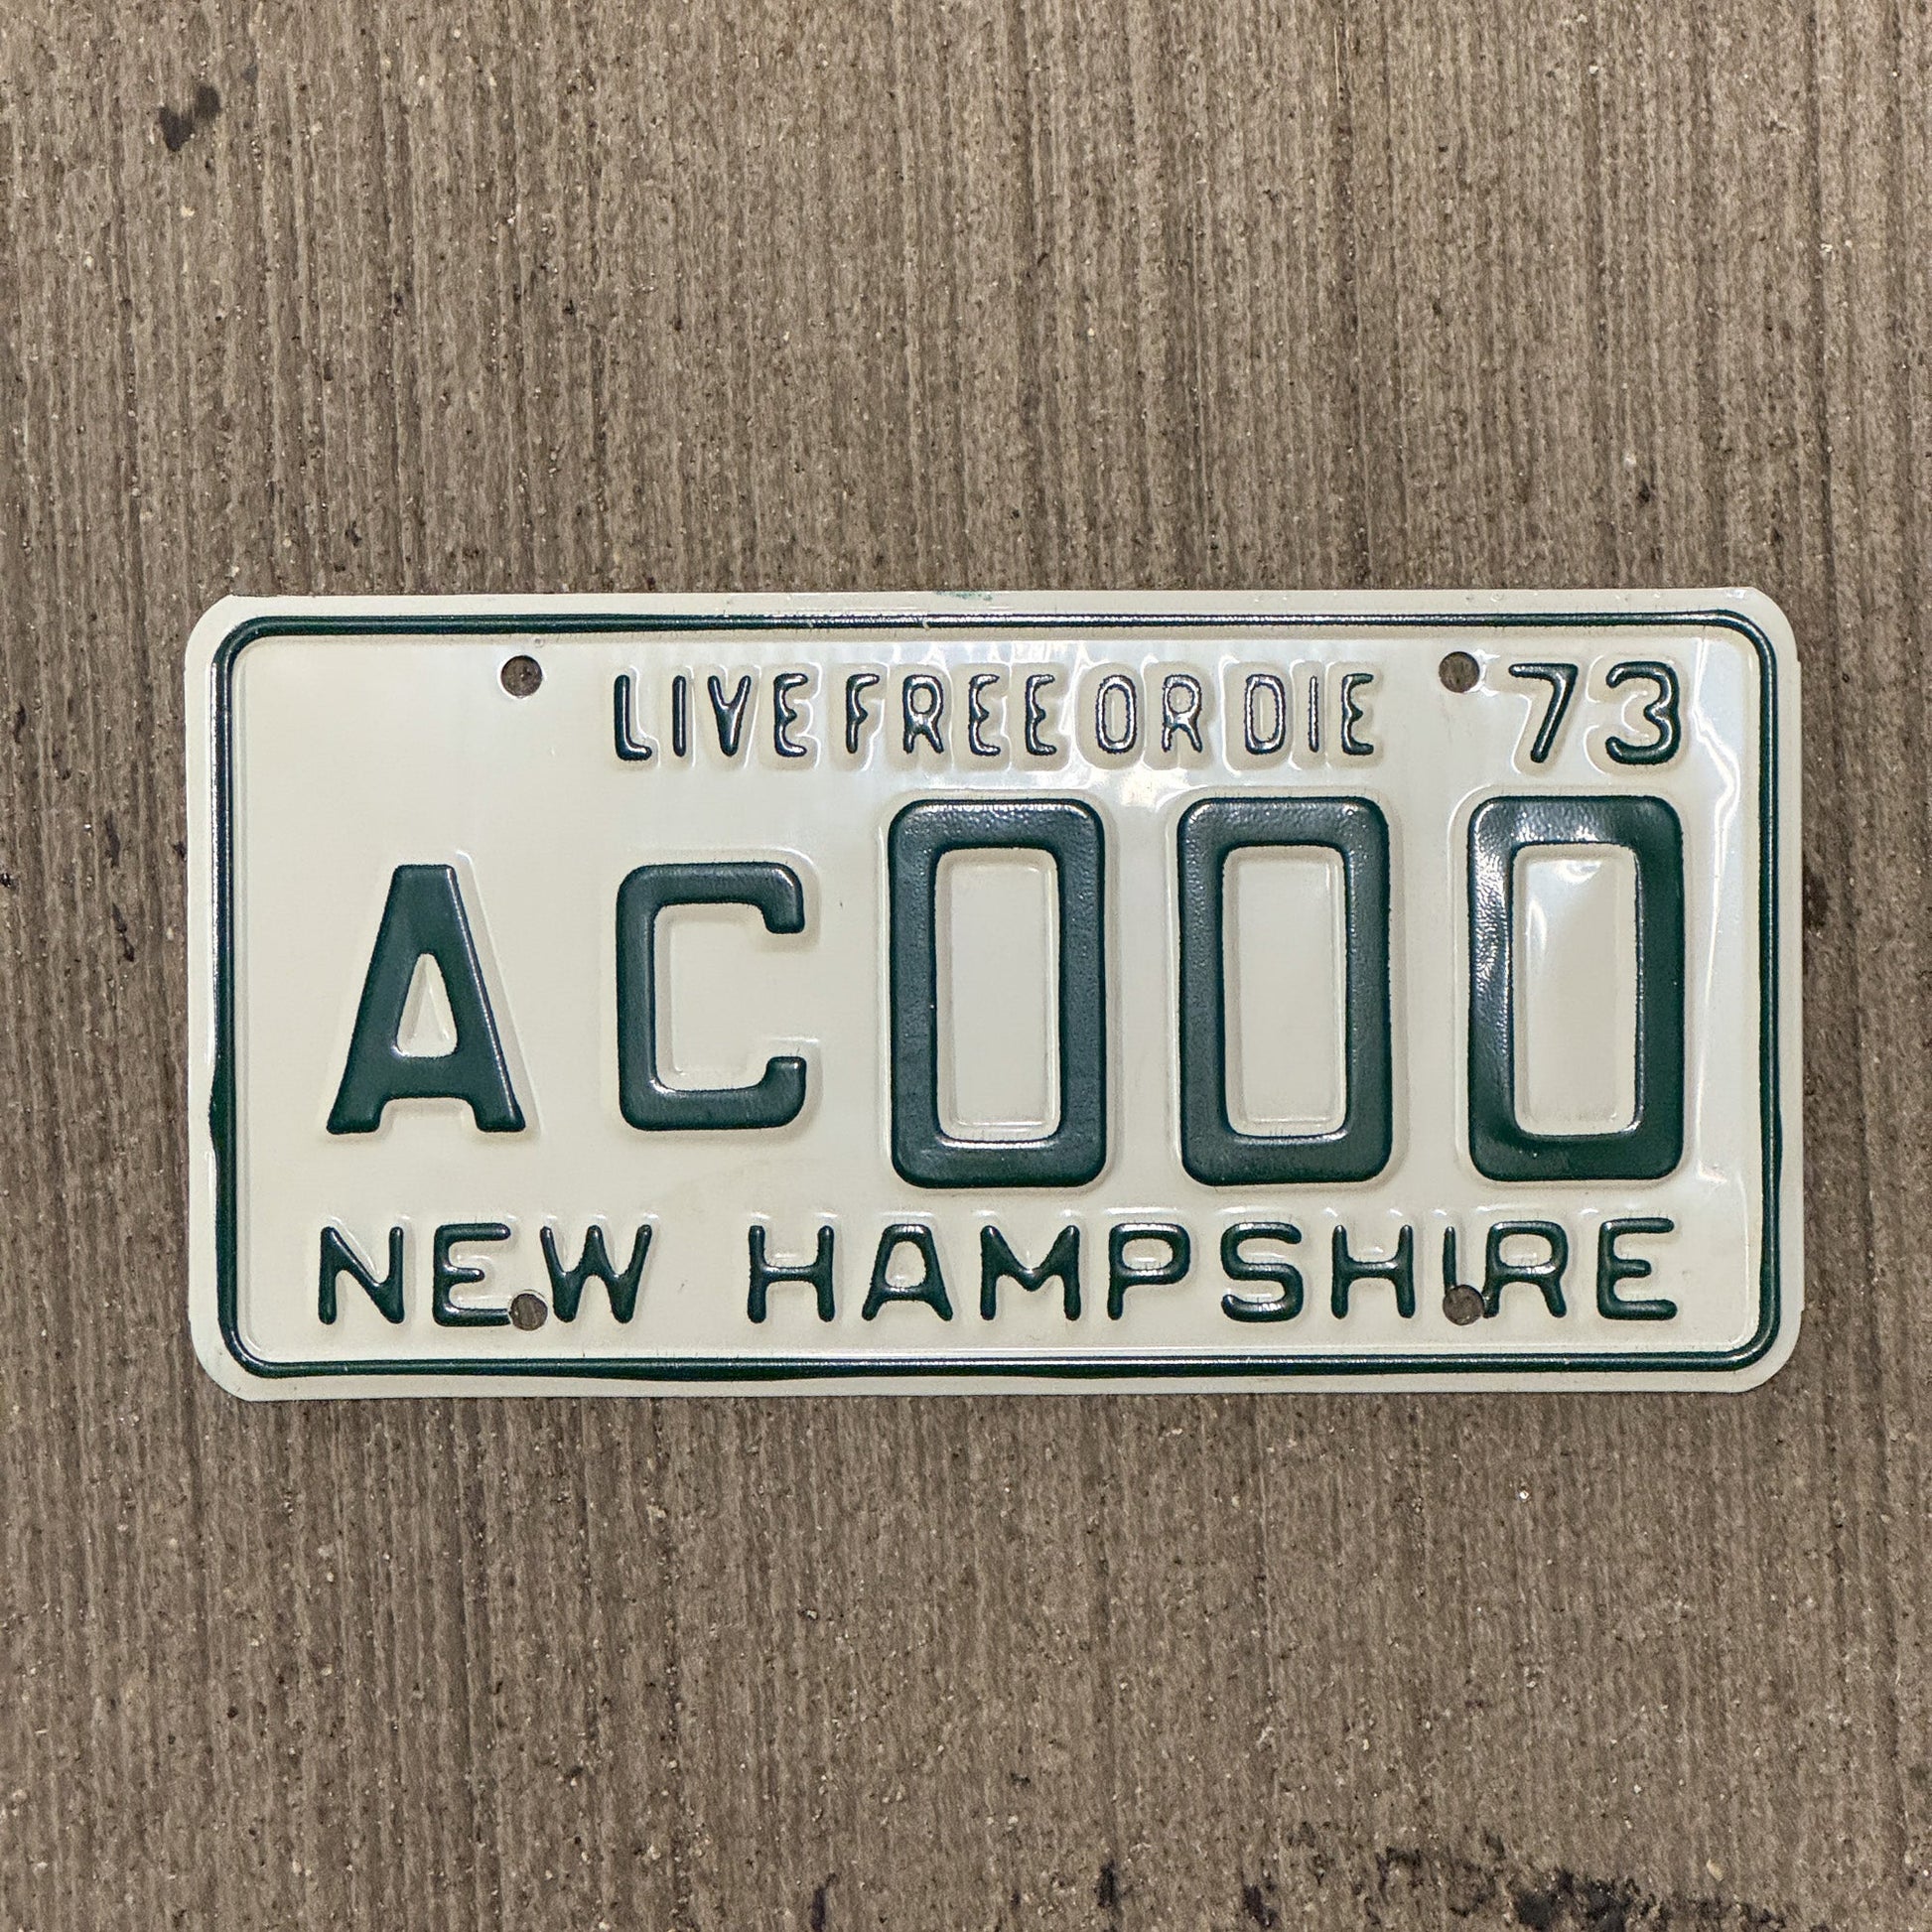 LIVE FREE OR DIE 73
AC000
NEW HAMPSHIRE